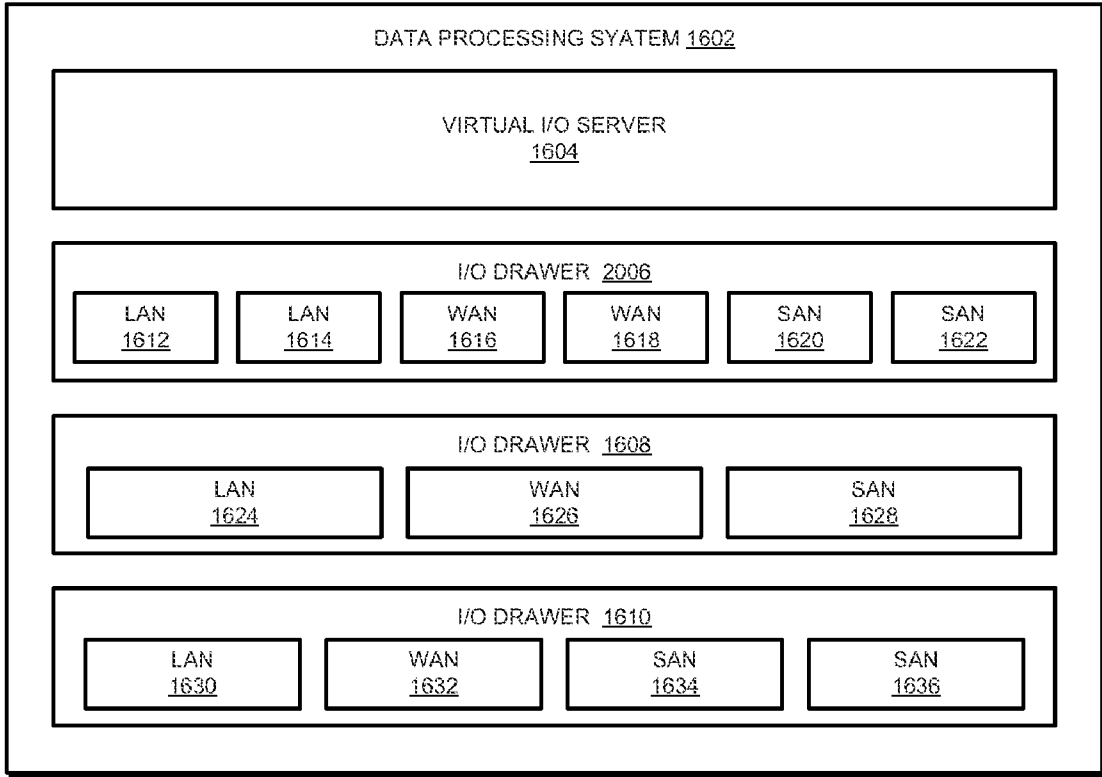 DATA PROCESSING SYATEM 1602
VIRTUAL I/O SERVER
1604
I/O DRAWER 2006
LAN
1612
LAN
1614
WAN
1616
WAN
1618
SAN
1620
SAN
1622
I/O DRAWER 1608
LAN
1624
WAN
1626
SAN
1628
I/O DRAWER 1610
LAN
1630
WAN
1632
SAN
1634
SAN
1636